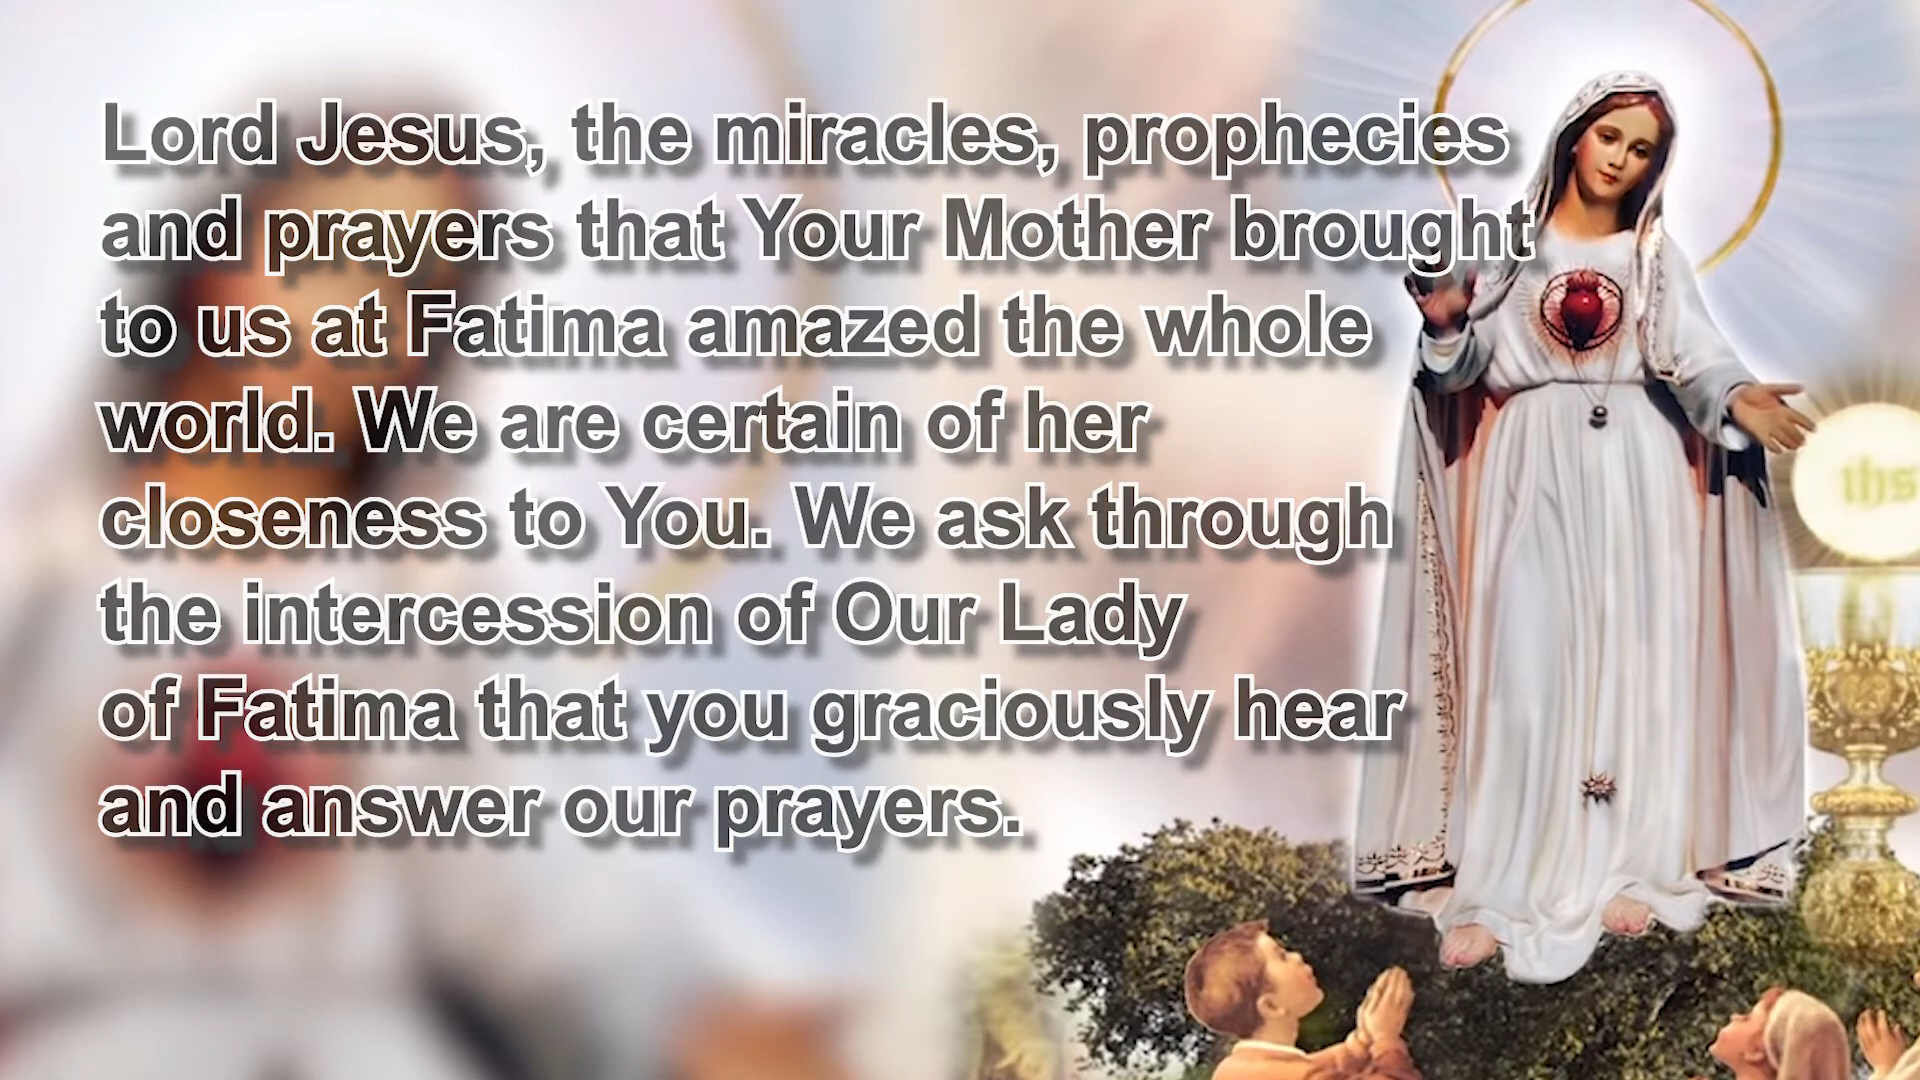 Lord Jesus, the miracles, prophecies
and prayers that Your Mother brought
to us at Fatima amazed the whole
world. We are certain of her
closeness to You. We ask through
the intercession of Our Lady
of Fatima that you graciously hear
and answer our prayers.
ihs